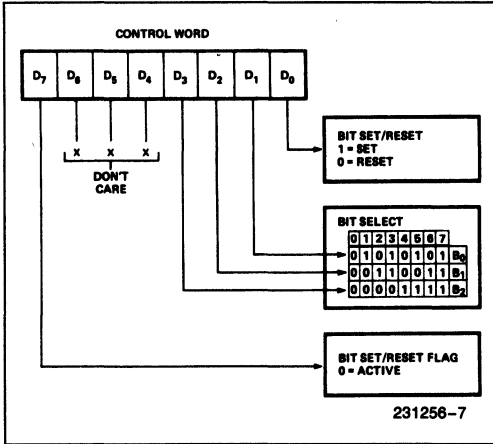 CONTROL WORD
D7 D6 D5 D4 D3 D2 D1 D0
X X X
DON'T
CARE
BIT SET/RESET
1 = SET
0 = RESET
BIT SELECT
0 1 2 3 4 5 6 7
0 1 0 1 0 1 0 1 B0
0 0 1 1 0 0 1 1 B1
0 0 0 0 1 1 1 1 B2
BIT SET/RESET FLAG
0 = ACTIVE
231256-7